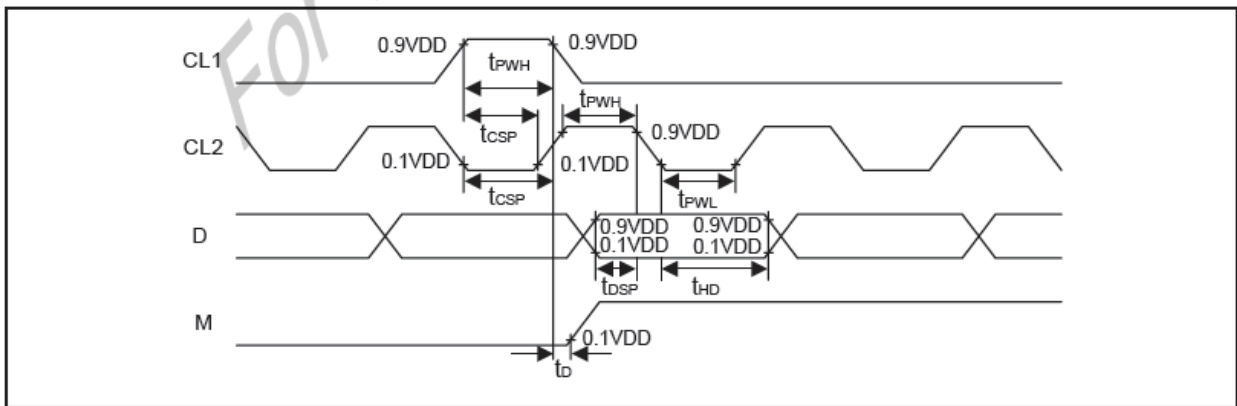 For
CL1
0.9VDD
0.9VDD
tPWH
tPWH
tCSP
CL2
0.9VDD
0.1VDD
0.1VDD
tCSP
tPWL
D
0.9VDD
0.9VDD
0.1VDD
0.1VDD
tDSP
tHD
M
0.1VDD
tD